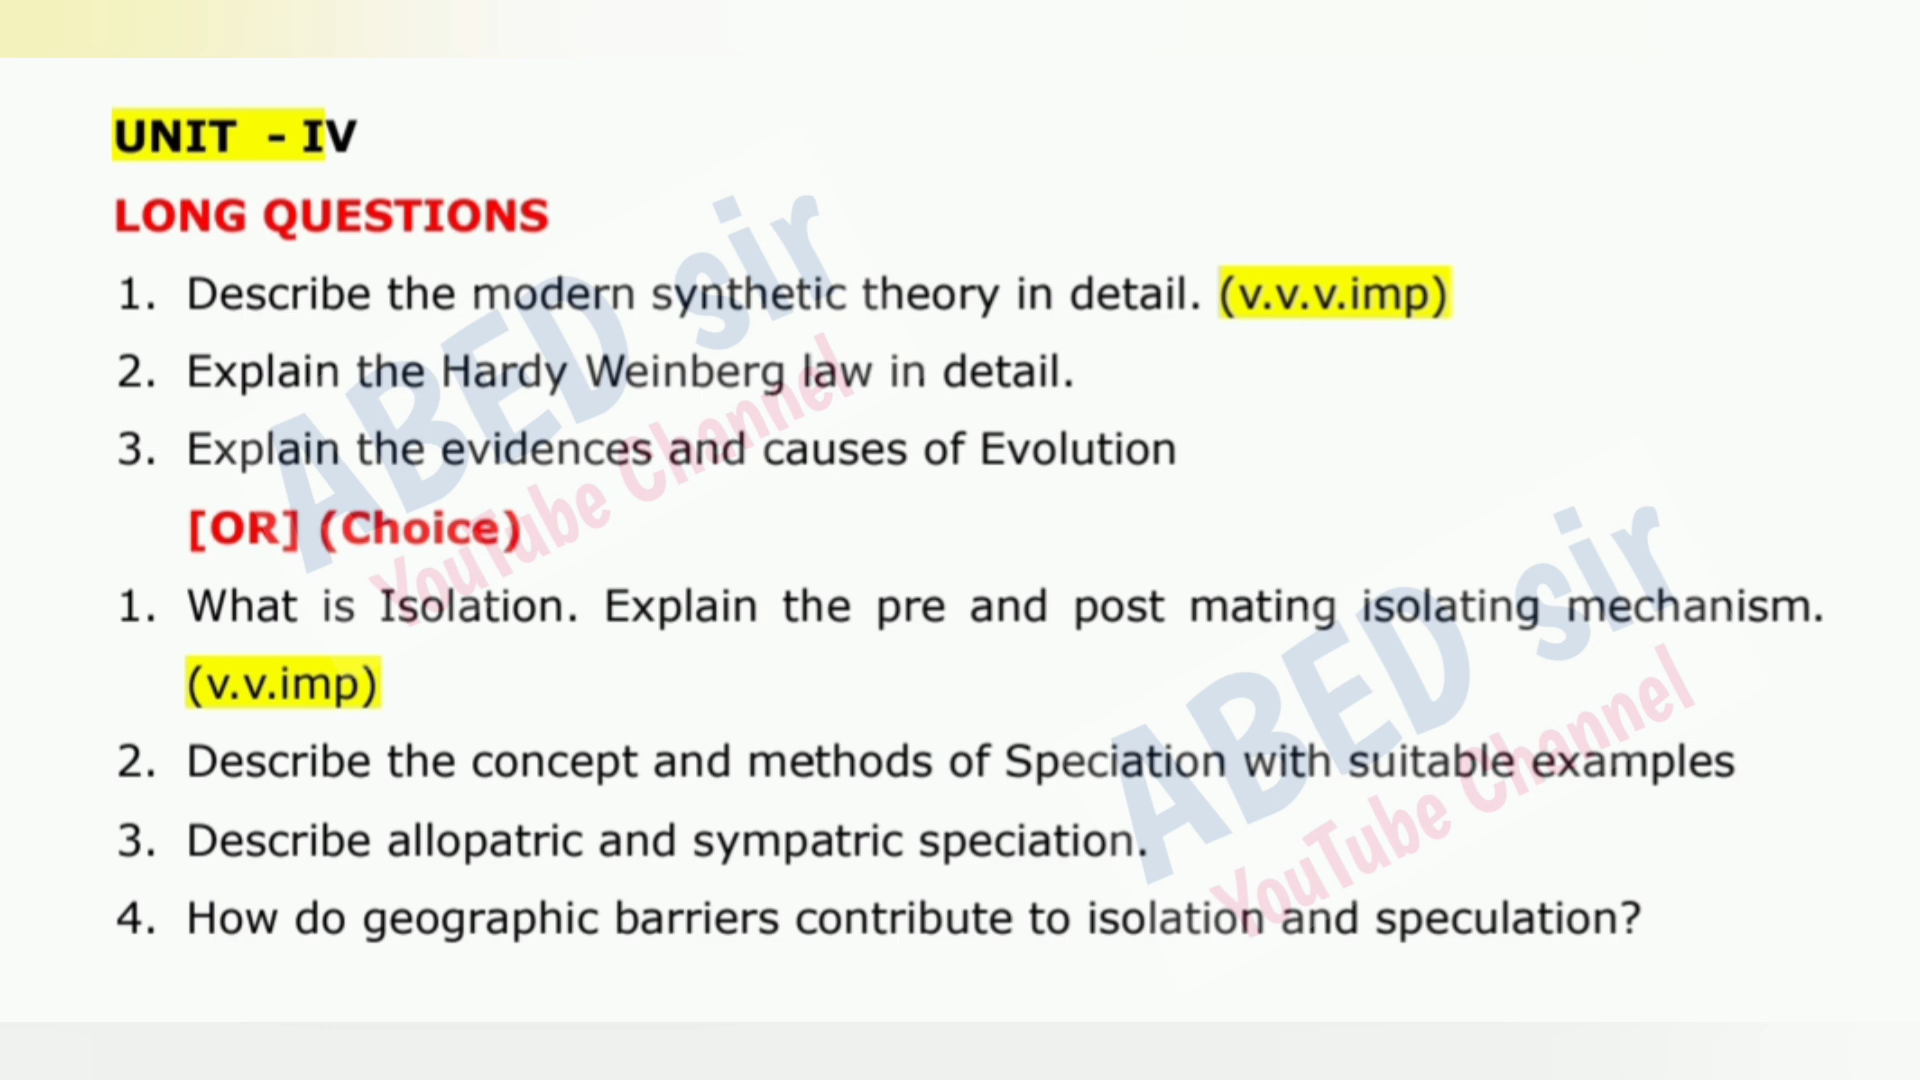 UNIT - IV
LONG QUESTIONS
1. Describe the modern synthetic theory in detail. (v.v.v.imp)
2. Explain the Hardy Weinberg law in detail.
3. Explain the evidences and causes of Evolution
[OR] (Choice)
1. What is Isolation. Explain the pre and post mating isolating mechanism.
(v.v.imp)
2. Describe the concept and methods of Speciation with suitable examples
3. Describe allopatric and sympatric speciation.
4. How do geographic barriers contribute to isolation and speculation?
ABED sir
YouTube Channel
ABED sir
YouTube Channel